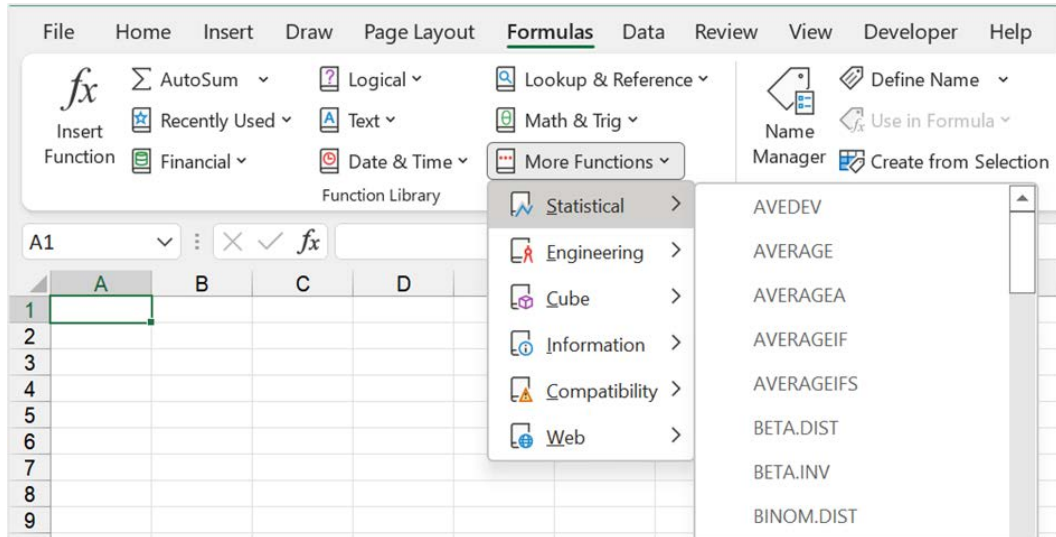 File Home Insert Draw Page Layout Formulas Data Review View Developer Help
fx
Insert
Function
AutoSum
Recently Used
Financial
Logical
Text
Date & Time
Lookup & Reference
Math & Trig
More Functions
Function Library
Name
Manager
Define Name
Use in Formula
Create from Selection
Statistical
Engineering
Cube
Information
Compatibility
Web
AVEDEV
AVERAGE
AVERAGEA
AVERAGEIF
AVERAGEIFS
BETA.DIST
BETA.INV
BINOM.DIST
A1 fx
A B C D
1
2
3
4
5
6
7
8
9